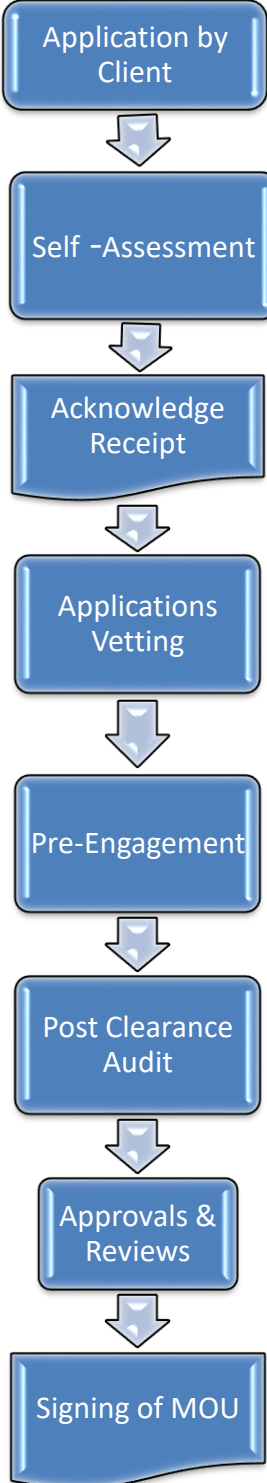 Application by
Client
Self -Assessment
Acknowledge
Receipt
Applications
Vetting
Pre-Engagement
Post Clearance
Audit
Approvals &
Reviews
Signing of MOU